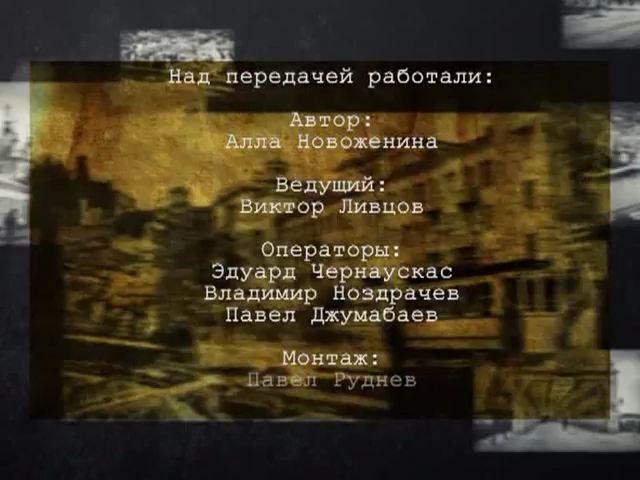 Над передачей работали:
Автор:
Алла Новоженина
Ведущий:
Виктор Ливцов
Операторы:
Эдуард Чернаускас
Владимир Ноздрачев
Павел Джумабаев
Монтаж:
Павел Руднев